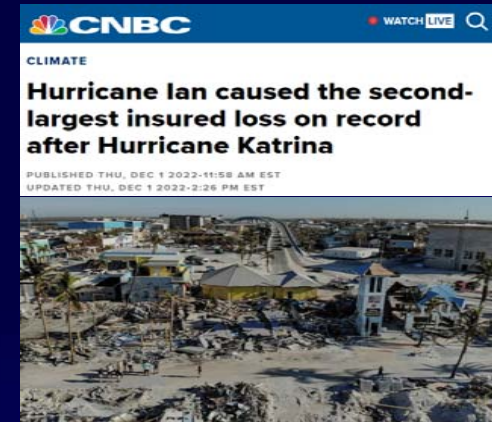 CNBC
WATCH LIVE
CLIMATE
Hurricane Ian caused the second-
largest insured loss on record
after Hurricane Katrina
PUBLISHED THU, DEC 1 2022-11:58 AM EST
UPDATED THU, DEC 1 2022-2:26 PM EST